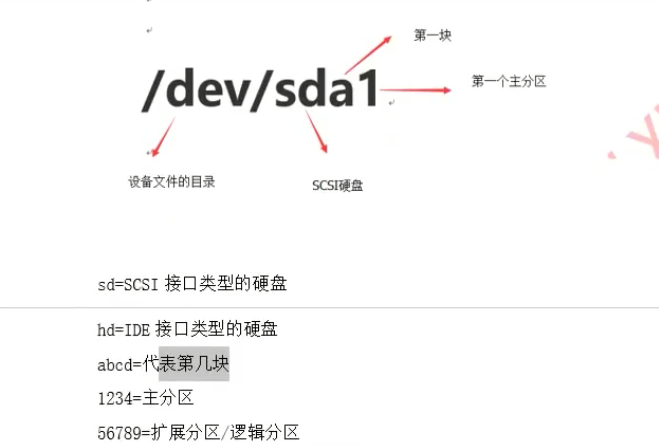 第一块
/dev/sda1
第一个主分区
设备文件的目录
SCSI硬盘
sd=SCSI 接口类型的硬盘
hd=IDE 接口类型的硬盘
abcd=代表第几块
1234=主分区
56789=扩展分区/逻辑分区